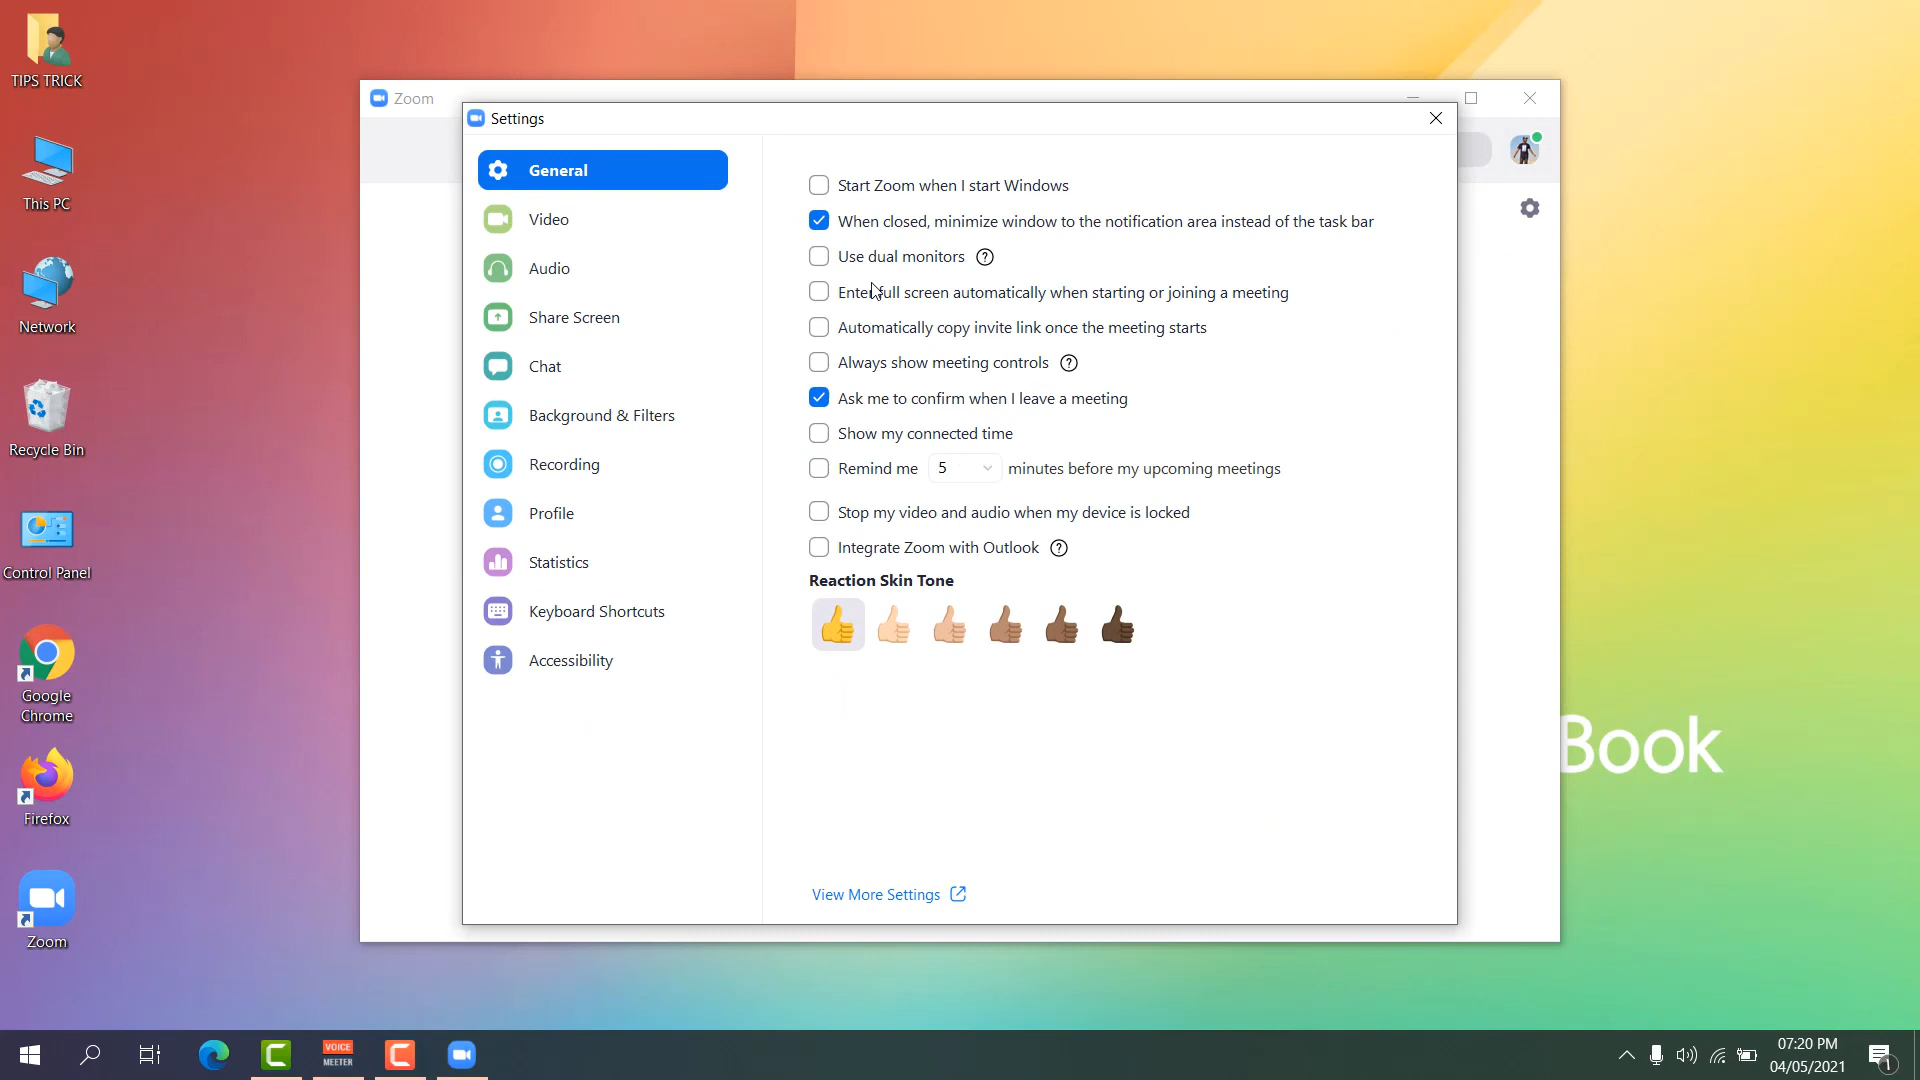 TIPS TRICK
This PC
Network
Recycle Bin
Control Panel
Google
Chrome
Firefox
Zoom
Zoom
Settings
General
Video
Audio
Share Screen
Chat
Background & Filters
Recording
Profile
Statistics
Keyboard Shortcuts
Accessibility
Start Zoom when I start Windows
When closed, minimize window to the notification area instead of the task bar
Use dual monitors ?
Enter full screen automatically when starting or joining a meeting
Automatically copy invite link once the meeting starts
Always show meeting controls ?
Ask me to confirm when I leave a meeting
Show my connected time
Remind me 5 minutes before my upcoming meetings
Stop my video and audio when my device is locked
Integrate Zoom with Outlook ?
Reaction Skin Tone
View More Settings
Book
VOICE
MEETER
07:20 PM
04/05/2021
1